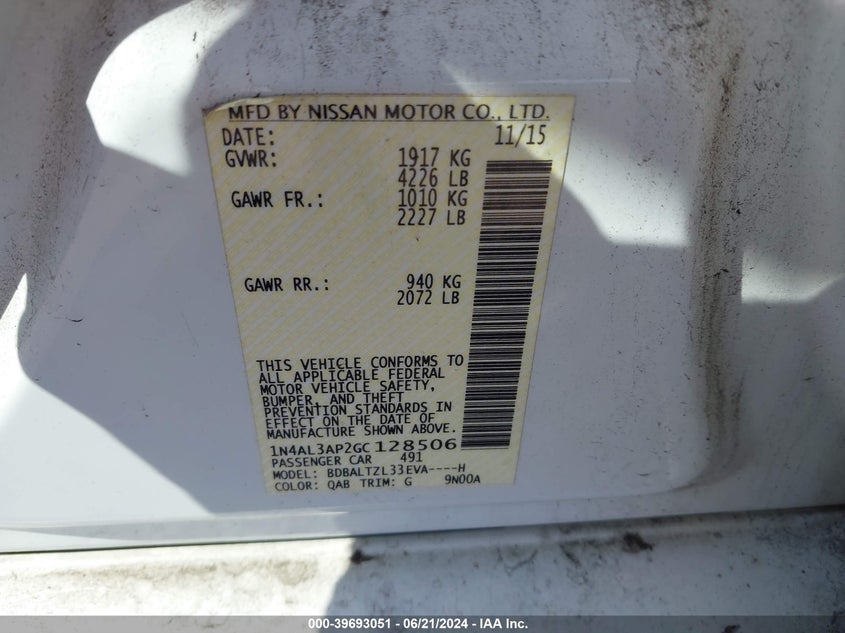 MFD BY NISSAN MOTOR CO., LTD.
DATE: 11/15
GVWR: 1917 KG
4226 LB
GAWR FR.: 1010 KG
2227 LB
GAWR RR.: 940 KG
2072 LB
THIS VEHICLE CONFORMS TO
ALL APPLICABLE FEDERAL
MOTOR VEHICLE SAFETY,
BUMPER, AND THEFT
PREVENTION STANDARDS IN
EFFECT ON THE DATE OF
MANUFACTURE SHOWN ABOVE.
1N4AL3AP2GC128506
PASSENGER CAR 491
MODEL: BDBALTZL33EVA----H
COLOR: QAB TRIM: G 9N00A
000-39693051 - 06/21/2024 - IAA Inc.